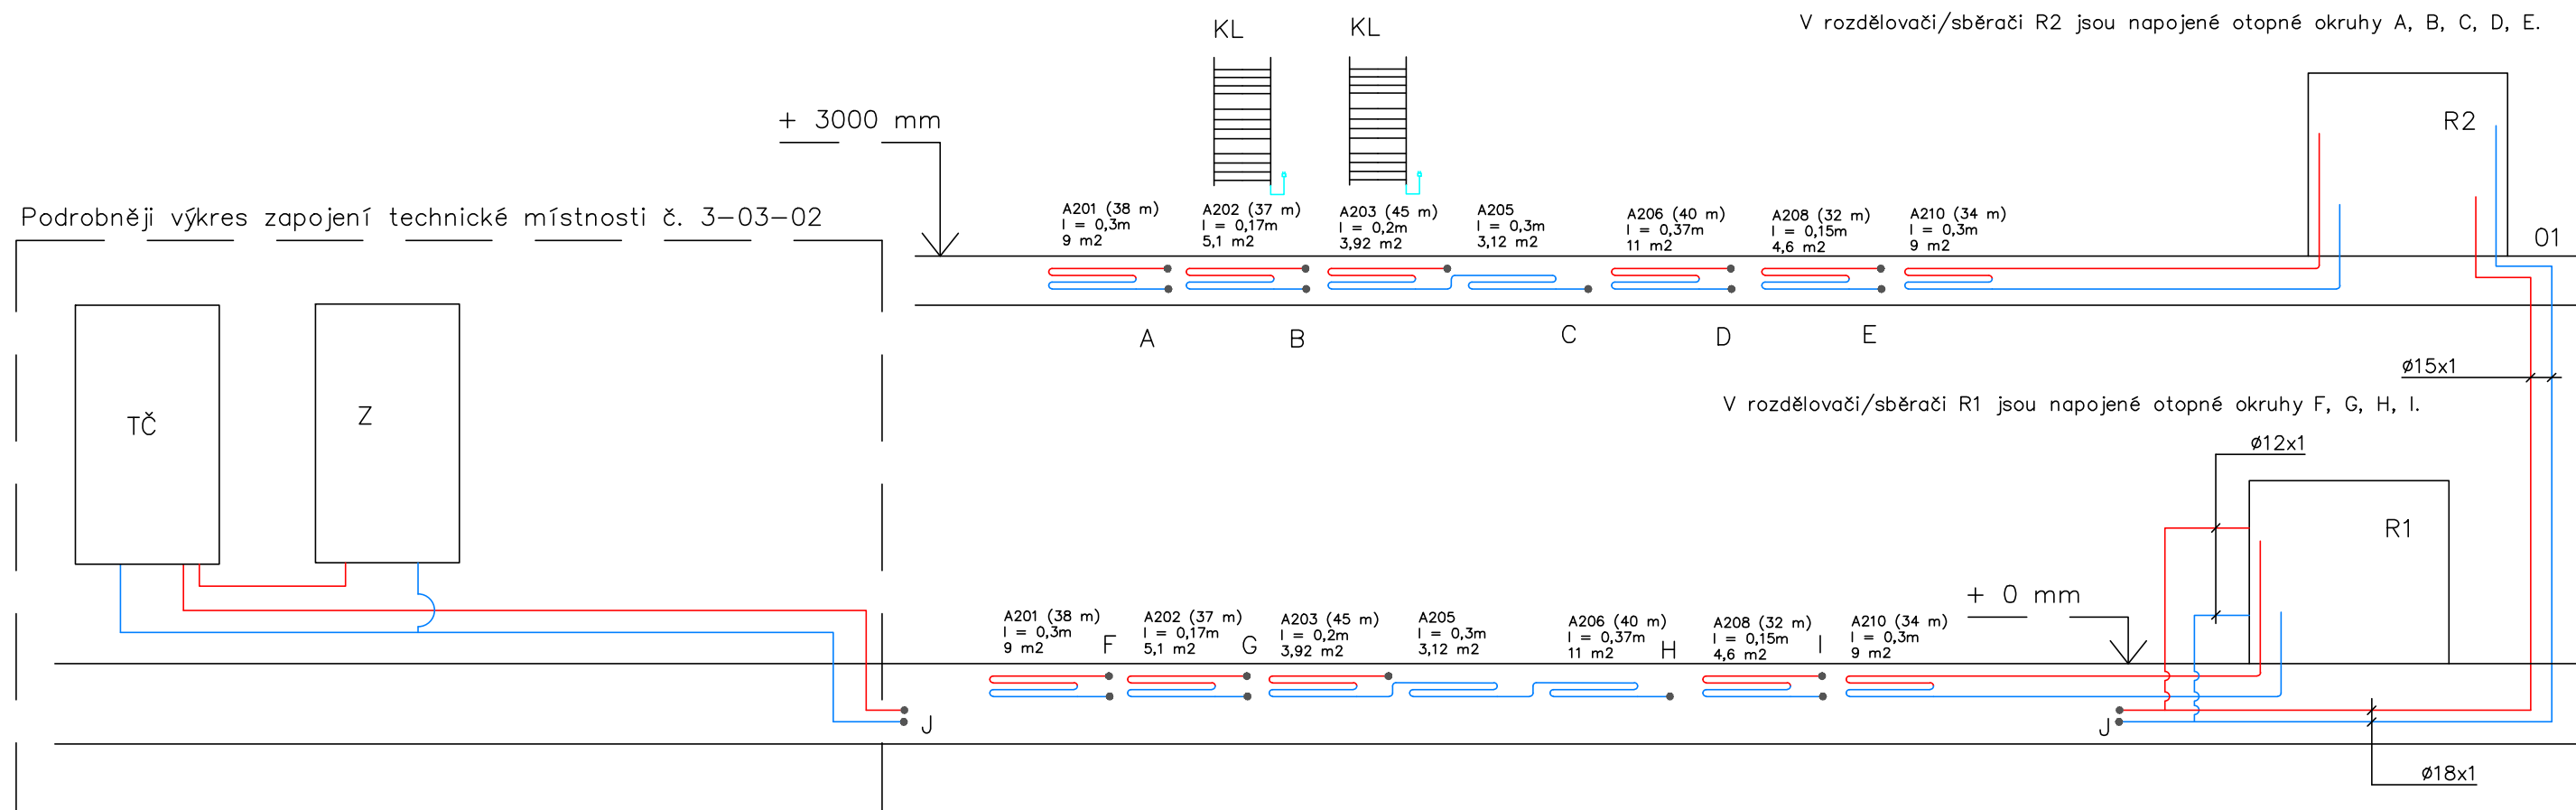 KL
KL
V rozdělovači/sběrači R2 jsou napojené otopné okruhy A, B, C, D, E.
+ 3000 mm
R2
Podrobněji výkres zapojení technické místnosti č. 3-03-02
A201 (38 m)
l = 0,3m
9 m2
A202 (37 m)
l = 0,17m
5,1 m2
A203 (45 m)
l = 0,2m
3,92 m2
A205
l = 0,3m
3,12 m2
A206 (40 m)
l = 0,37m
11 m2
A208 (32 m)
l = 0,15m
4,6 m2
A210 (34 m)
l = 0,3m
9 m2
O1
A
B
C
D
E
ø15x1
V rozdělovači/sběrači R1 jsou napojené otopné okruhy F, G, H, I.
TČ
Z
ø12x1
R1
+ 0 mm
A201 (38 m)
l = 0,3m
9 m2
F
A202 (37 m)
l = 0,17m
5,1 m2
G
A203 (45 m)
l = 0,2m
3,92 m2
A205
l = 0,3m
3,12 m2
A206 (40 m)
l = 0,37m
11 m2
H
A208 (32 m)
l = 0,15m
4,6 m2
I
A210 (34 m)
l = 0,3m
9 m2
J
J
ø18x1